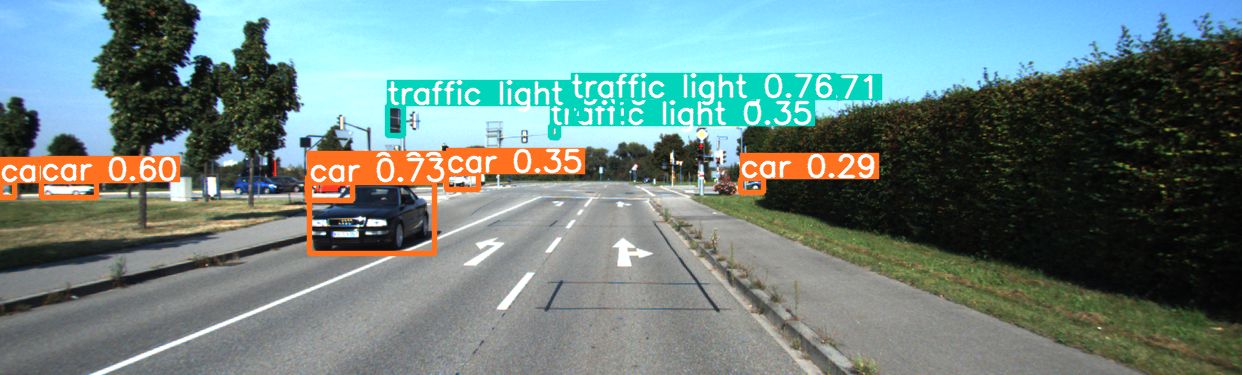 traffic light
traffic light 0.76
.71
traffic light 0.35
ca
car 0.60
car 0.73
car 0.35
car 0.29